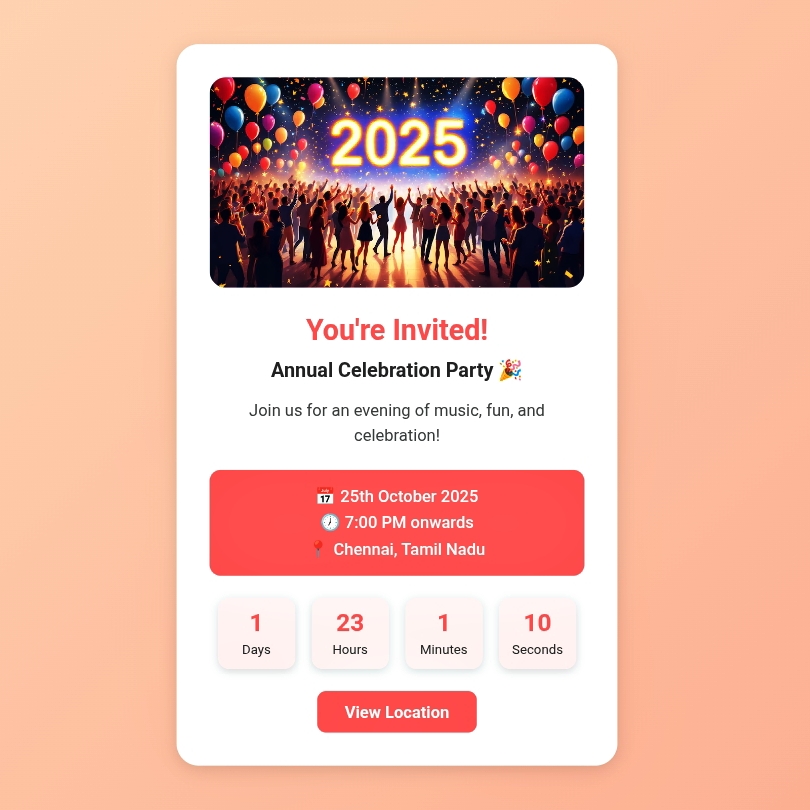 2025
You're Invited!
Annual Celebration Party 🎉
Join us for an evening of music, fun, and
celebration!
📅 25th October 2025
🕖 7:00 PM onwards
📍 Chennai, Tamil Nadu
1 23 1 10
Days Hours Minutes Seconds
View Location